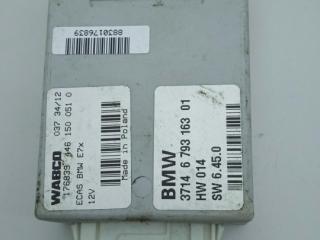 8830176839
WABCO 037 34/12
176839 446 150 051 0
ECAS BMW E7x
12V
Made in Poland
BMW
3714 6 793 163 01
HW 014
SW 6.45.0